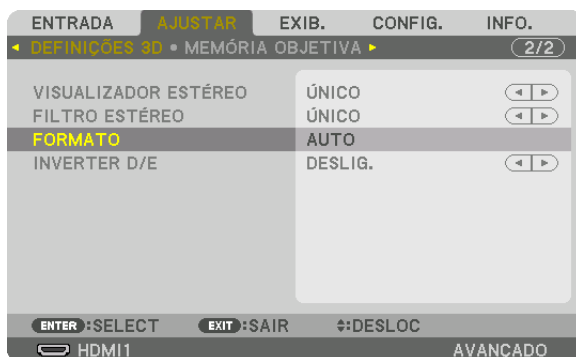 ENTRADA AJUSTAR EXIB. CONFIG. INFO.
DEFINIÇÕES 3D • MEMÓRIA OBJETIVA 2/2
VISUALIZADOR ESTÉREO ÚNICO
FILTRO ESTÉREO ÚNICO
FORMATO AUTO
INVERTER D/E DESLIG.
ENTER :SELECT EXIT :SAIR :DESLOC
HDMI1 AVANÇADO